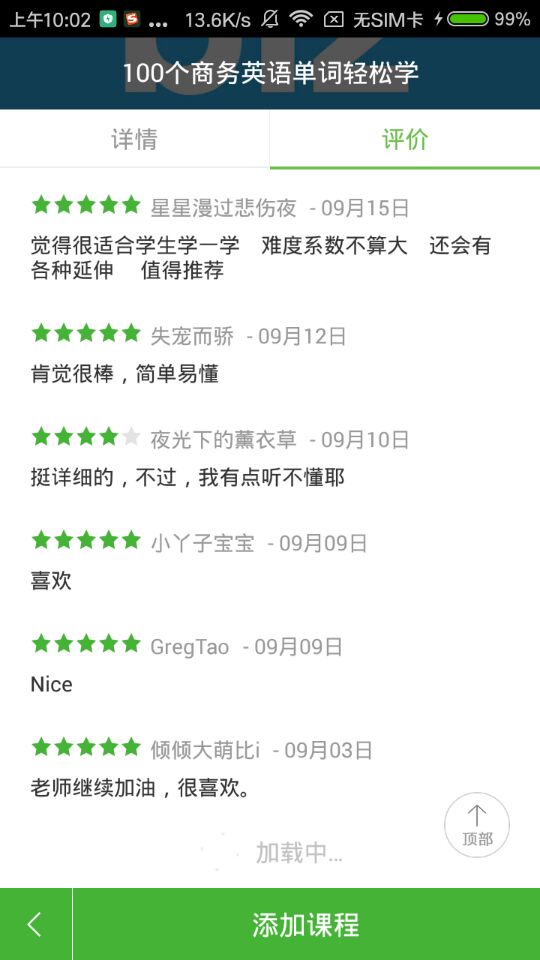 上午10:02 ... 13.6K/s 无SIM卡 99%
biz
100个商务英语单词轻松学
详情 评价
星星漫过悲伤夜 - 09月15日
觉得很适合学生学一学 难度系数不算大 还会有
各种延伸 值得推荐
失宠而骄 - 09月12日
肯觉很棒，简单易懂
夜光下的薰衣草 - 09月10日
挺详细的，不过，我有点听不懂耶
小丫子宝宝 - 09月09日
喜欢
GregTao - 09月09日
Nice
倾倾大萌比i - 09月03日
老师继续加油，很喜欢。
顶部
加载中...
添加课程